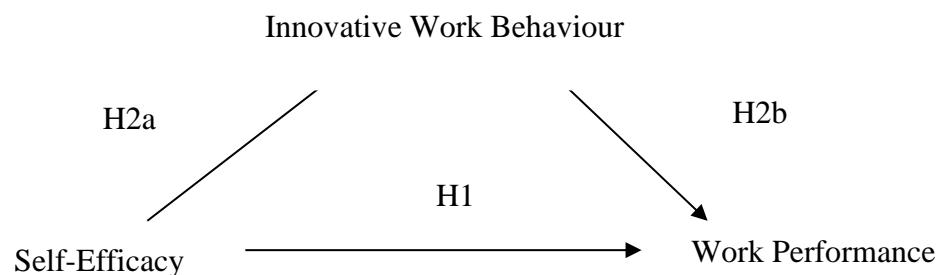 Innovative Work Behaviour
H2a
H2b
H1
Self-Efficacy
Work Performance